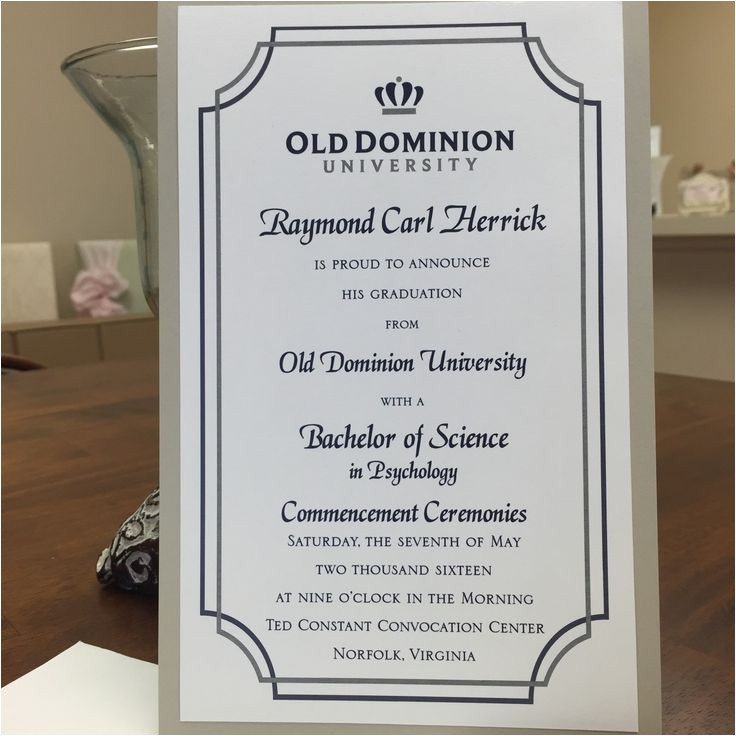 OLD DOMINION
UNIVERSITY
Raymond Carl Herrick
IS PROUD TO ANNOUNCE
HIS GRADUATION
FROM
Old Dominion University
WITH A
Bachelor of Science
in Psychology
Commencement Ceremonies
SATURDAY, THE SEVENTH OF MAY
TWO THOUSAND SIXTEEN
AT NINE O'CLOCK IN THE MORNING
TED CONSTANT CONVOCATION CENTER
NORFOLK, VIRGINIA